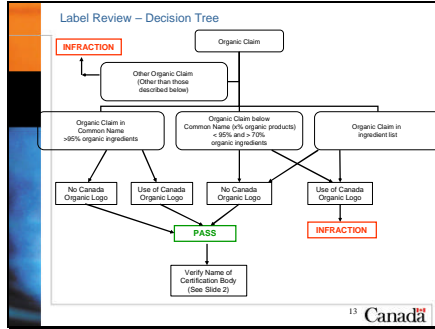 Label Review – Decision Tree
Organic Claim
INFRACTION
Other Organic Claim
(Other than those
described below)
Organic Claim in
Common Name
>95% organic ingredients
Organic Claim below
Common Name (x% organic products)
< 95% and > 70%
organic ingredients
Organic Claim in
ingredient list
No Canada
Organic Logo
Use of Canada
Organic Logo
No Canada
Organic Logo
Use of Canada
Organic Logo
PASS
INFRACTION
Verify Name of
Certification Body
(See Slide 2)
13
Canada